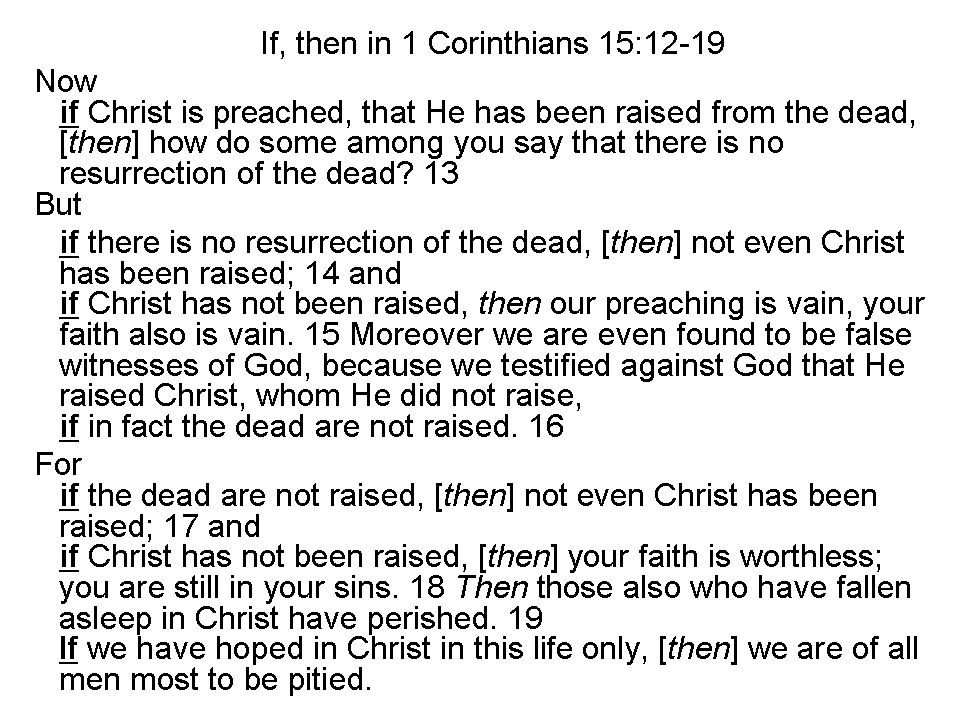 If, then in 1 Corinthians 15:12-19
Now
if Christ is preached, that He has been raised from the dead,
[then] how do some among you say that there is no
resurrection of the dead? 13
But
if there is no resurrection of the dead, [then] not even Christ
has been raised; 14 and
if Christ has not been raised, then our preaching is vain, your
faith also is vain. 15 Moreover we are even found to be false
witnesses of God, because we testified against God that He
raised Christ, whom He did not raise,
if in fact the dead are not raised. 16
For
if the dead are not raised, [then] not even Christ has been
raised; 17 and
if Christ has not been raised, [then] your faith is worthless;
you are still in your sins. 18 Then those also who have fallen
asleep in Christ have perished. 19
If we have hoped in Christ in this life only, [then] we are of all
men most to be pitied.